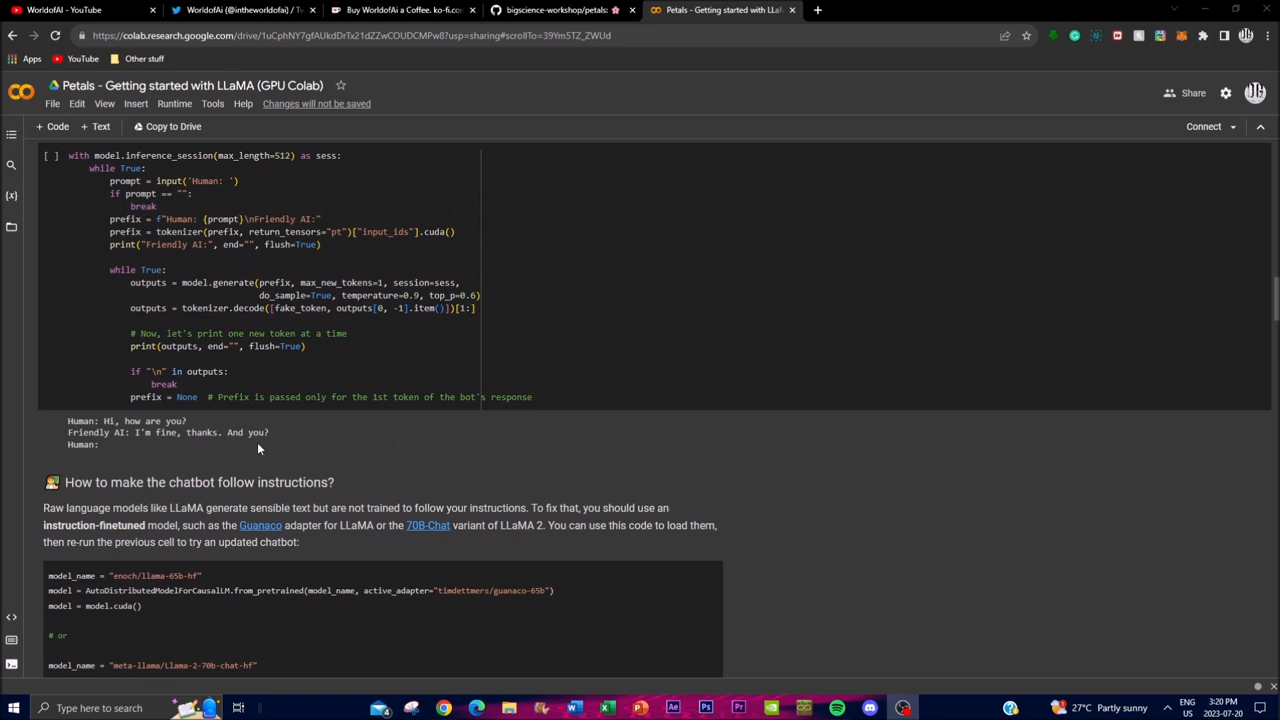 WorldofAI - YouTube
WorldofAi (@intheworldofai) / Tw
Buy WorldofAi a Coffee. ko-fi.com
bigscience-workshop/petals:
Petals - Getting started with LLaM
https://colab.research.google.com/drive/1uCphNY7gfAUkdDrTx21dZZwCOUDCMPw8?usp=sharing#scrollTo=39Ym5TZ_ZWUd
Apps
YouTube
Other stuff
Petals - Getting started with LLaMA (GPU Colab)
File Edit View Insert Runtime Tools Help Changes will not be saved
Share
+ Code + Text Copy to Drive
Connect
[ ] with model.inference_session(max_length=512) as sess:
while True:
prompt = input('Human: ')
if prompt == "":
break
prefix = f"Human: {prompt}\nFriendly AI:"
prefix = tokenizer(prefix, return_tensors="pt")["input_ids"].cuda()
print("Friendly AI:", end="", flush=True)
while True:
outputs = model.generate(prefix, max_new_tokens=1, session=sess,
do_sample=True, temperature=0.9, top_p=0.6)
outputs = tokenizer.decode([fake_token, outputs[0, -1].item()])[1:]
# Now, let's print one new token at a time
print(outputs, end="", flush=True)
if "\n" in outputs:
break
prefix = None # Prefix is passed only for the 1st token of the bot's response
Human: Hi, how are you?
Friendly AI: I'm fine, thanks. And you?
Human:
How to make the chatbot follow instructions?
Raw language models like LLaMA generate sensible text but are not trained to follow your instructions. To fix that, you should use an
instruction-finetuned model, such as the Guanaco adapter for LLaMA or the 70B-Chat variant of LLaMA 2. You can use this code to load them,
then re-run the previous cell to try an updated chatbot:
model_name = "enoch/llama-65b-hf"
model = AutoDistributedModelForCausalLM.from_pretrained(model_name, active_adapter="timdettmers/guanaco-65b")
model = model.cuda()
# or
model_name = "meta-llama/Llama-2-70b-chat-hf"
Type here to search
27°C Partly sunny
ENG
US
3:20 PM
2023-07-20